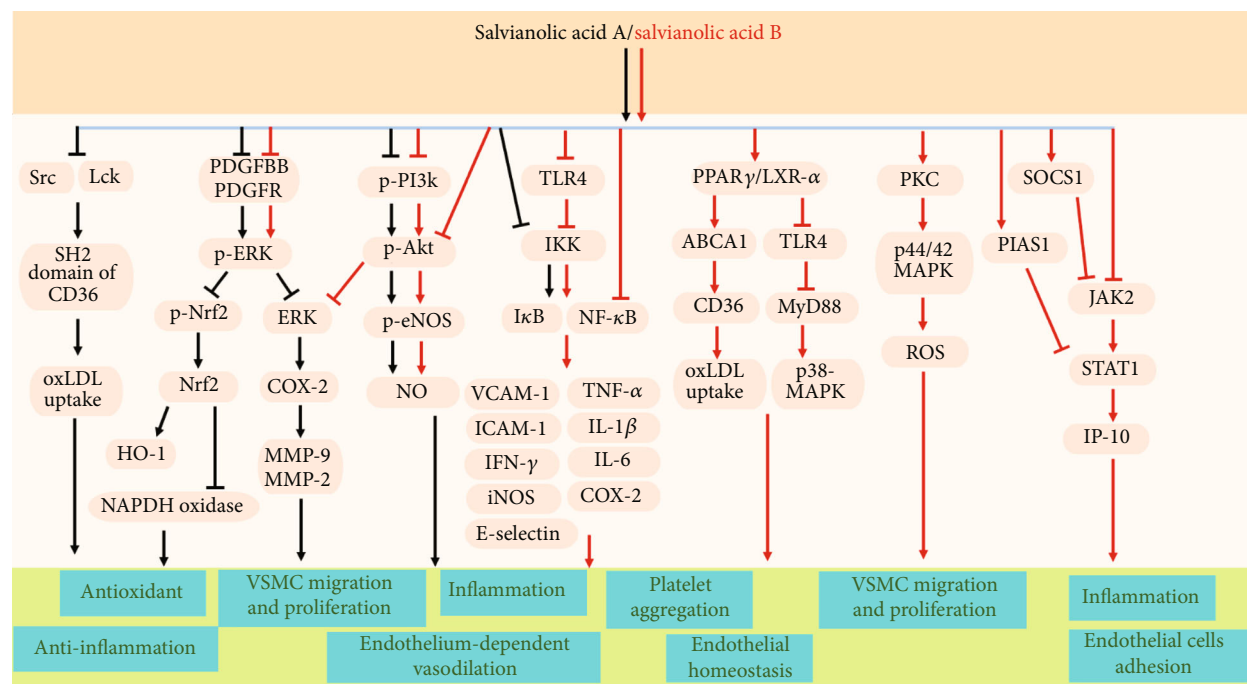 Salvianolic acid A/salvianolic acid B
Src
Lck
SH2
domain of
CD36
oxLDL
uptake
PDGFBB
PDGFR
p-ERK
p-Nrf2
ERK
Nrf2
COX-2
HO-1
MMP-9
MMP-2
NAPDH oxidase
p-PI3k
p-Akt
p-eNOS
NO
TLR4
IKK
IκB
NF-κB
VCAM-1
TNF-α
ICAM-1
IL-1β
IFN-γ
IL-6
iNOS
COX-2
E-selectin
PPARγ/LXR-α
ABCA1
TLR4
CD36
MyD88
oxLDL
uptake
p38-
MAPK
PKC
p44/42
MAPK
ROS
SOCS1
PIAS1
JAK2
STAT1
IP-10
Antioxidant
Anti-inflammation
VSMC migration
and proliferation
Endothelium-dependent
vasodilation
Inflammation
Platelet
aggregation
Endothelial
homeostasis
VSMC migration
and proliferation
Inflammation
Endothelial cells
adhesion